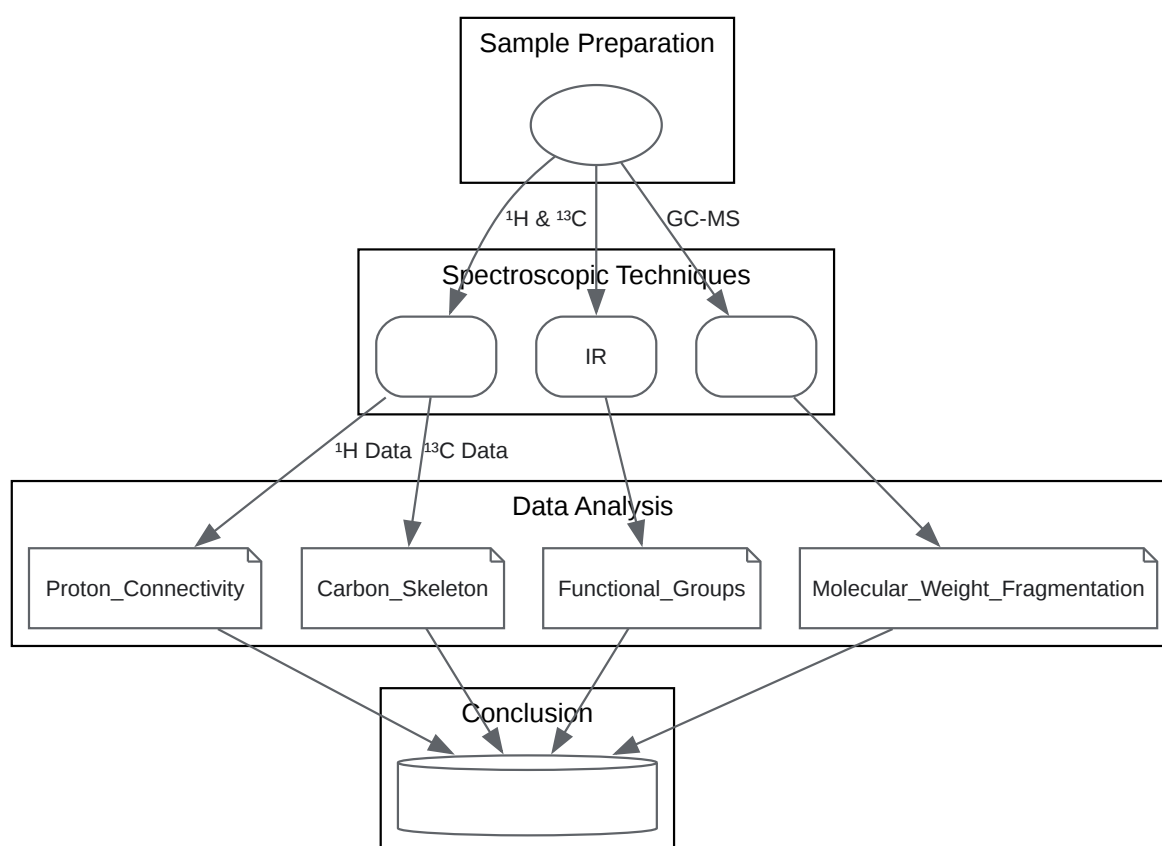 Sample Preparation
¹H & ¹³C
GC-MS
Spectroscopic Techniques
IR
¹H Data
¹³C Data
Data Analysis
Proton_Connectivity
Carbon_Skeleton
Functional_Groups
Molecular_Weight_Fragmentation
Conclusion